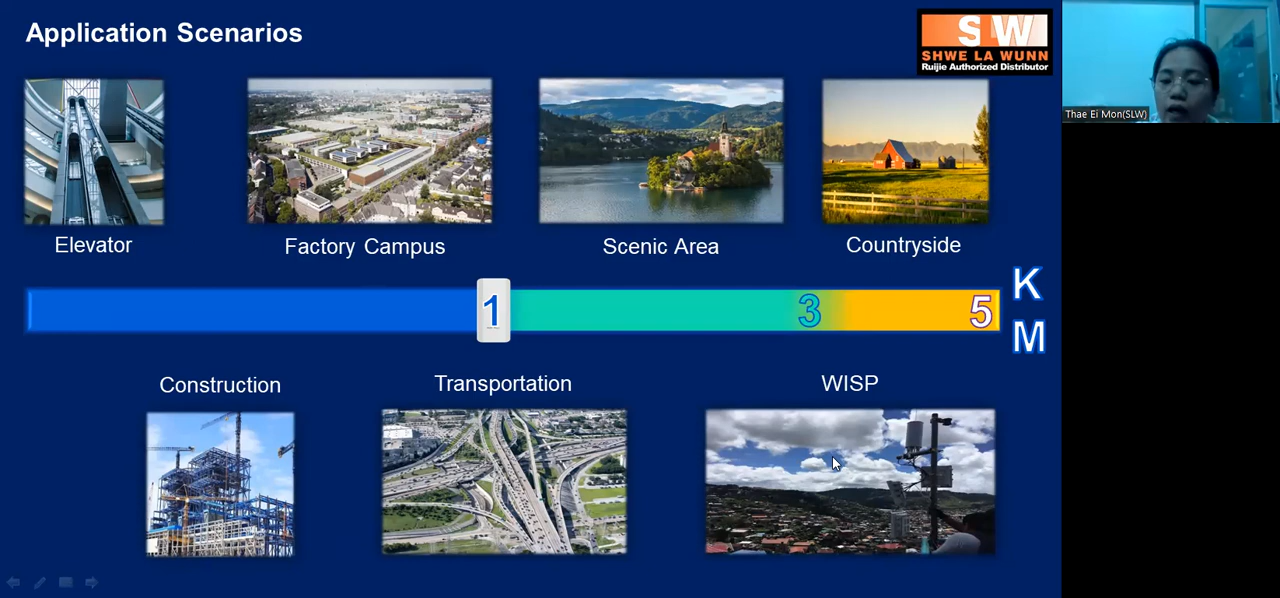 Application Scenarios
SLW
SHWE LA WUNN
Ruijie Authorized Distributor
Thae Ei Mon(SLW)
Elevator
Factory Campus
Scenic Area
Countryside
1
3
5
K
M
Construction
Transportation
WISP